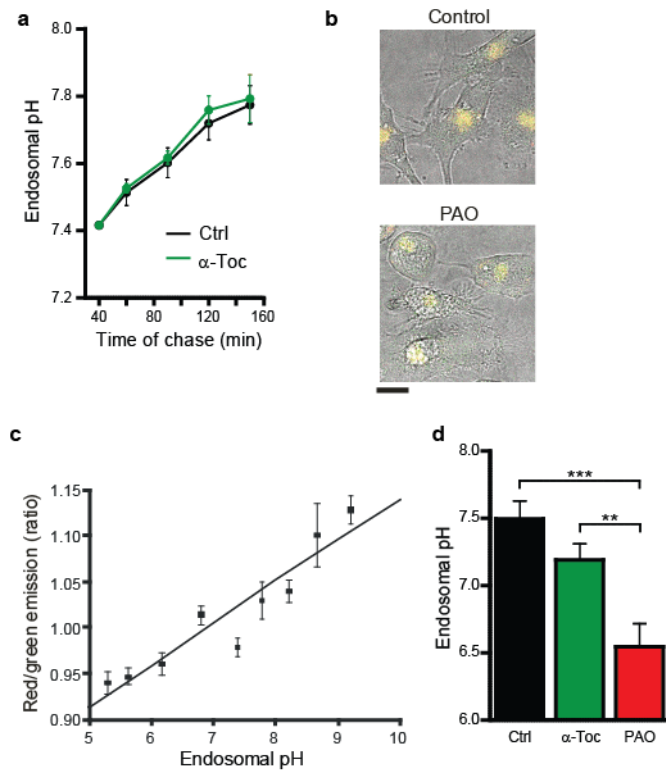 a
8.0
7.8
7.6
7.4
7.2
Endosomal pH
Ctrl
α-Toc
40 80 120 160
Time of chase (min)
b
Control
PAO
c
1.15
1.10
1.05
1.00
0.95
0.90
Red/green emission (ratio)
5 6 7 8 9 10
Endosomal pH
d
8.0
7.5
7.0
6.5
6.0
Endosomal pH
***
**
Ctrl α-Toc PAO